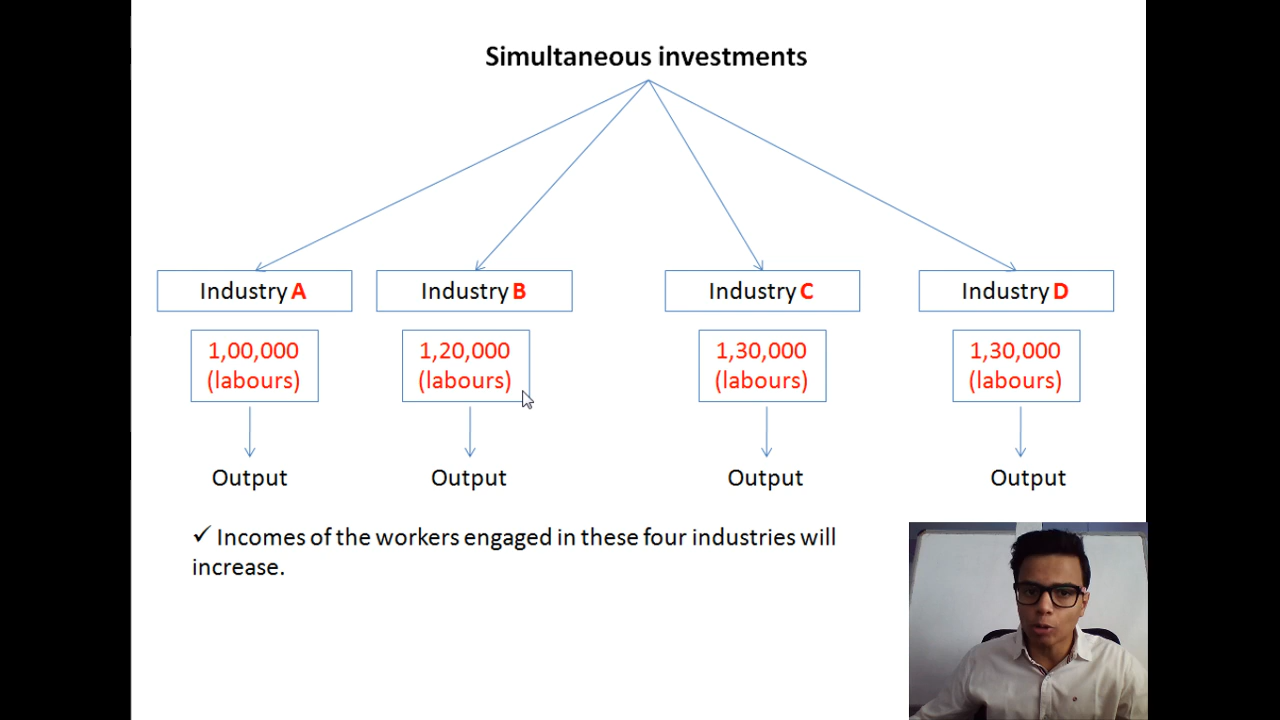 Simultaneous investments
Industry A
Industry B
Industry C
Industry D
1,00,000
(labours)
1,20,000
(labours)
1,30,000
(labours)
1,30,000
(labours)
Output
Output
Output
Output
✓ Incomes of the workers engaged in these four industries will
increase.